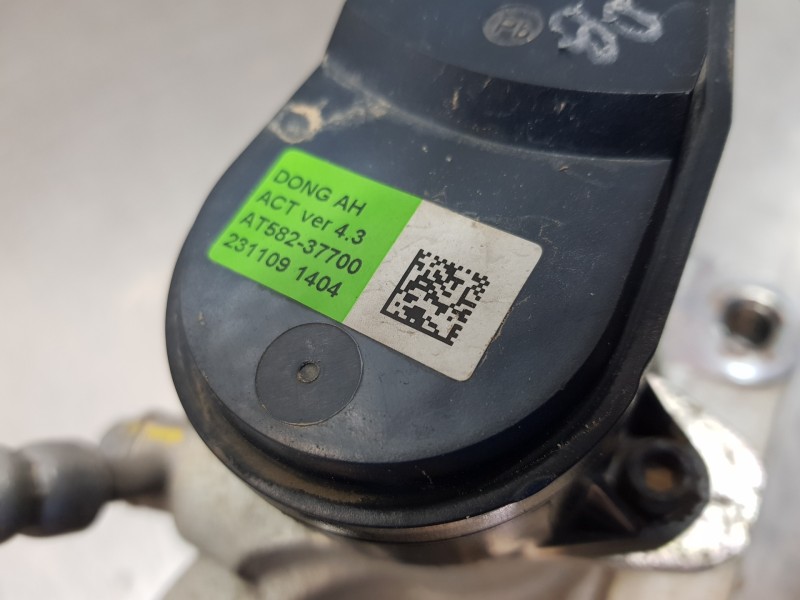 DONG AH
ACT ver 4.3
AT582-37700
231109 1404